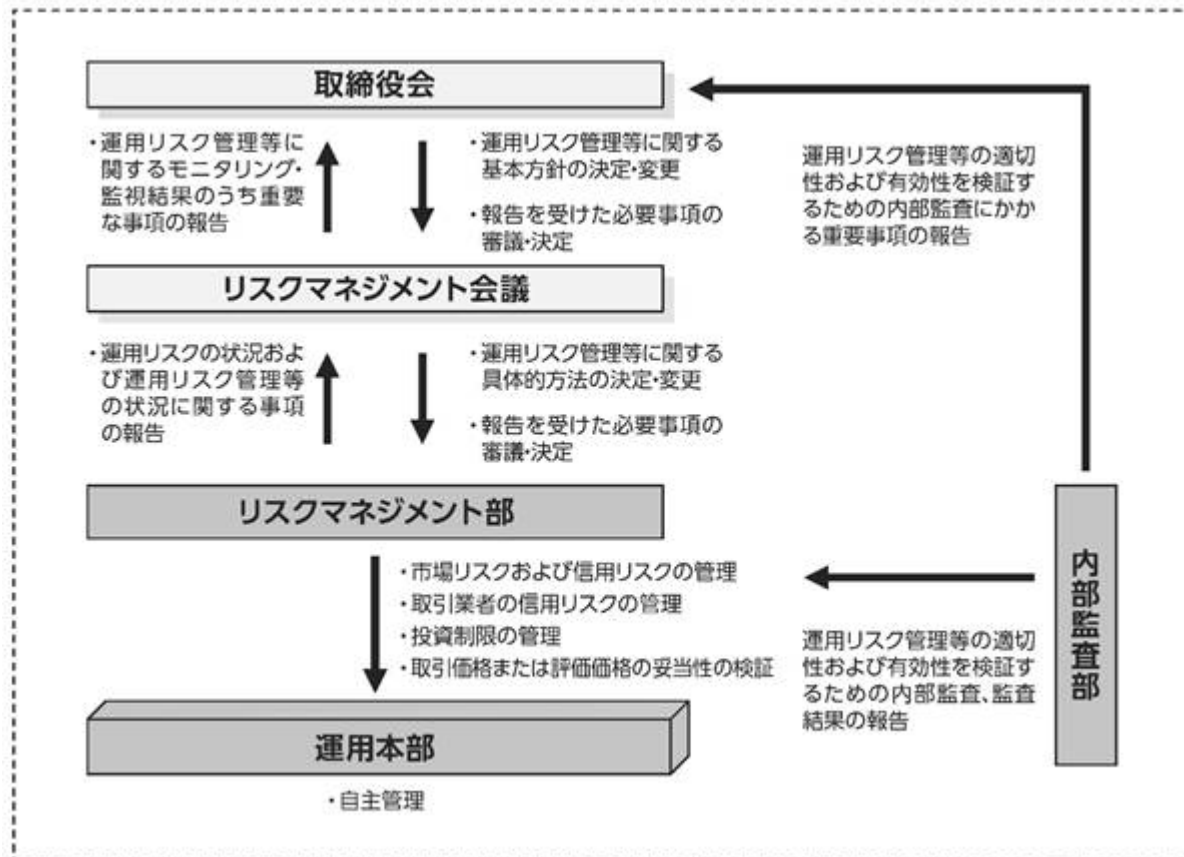 取締役会
・運用リスク管理等に
関するモニタリング・
監視結果のうち重要
な事項の報告
・運用リスク管理等に関する
基本方針の決定・変更
・報告を受けた必要事項の
審議・決定
運用リスク管理等の適切
性および有効性を検証す
るための内部監査にかか
る重要事項の報告
リスクマネジメント会議
・運用リスクの状況およ
び運用リスク管理等
の状況に関する事項
の報告
・運用リスク管理等に関する
具体的方法の決定・変更
・報告を受けた必要事項の
審議・決定
リスクマネジメント部
・市場リスクおよび信用リスクの管理
・取引業者の信用リスクの管理
・投資制限の管理
・取引価格または評価価格の妥当性の検証
運用リスク管理等の適切
性および有効性を検証す
るための内部監査、監査
結果の報告
内部監査部
運用本部
・自主管理